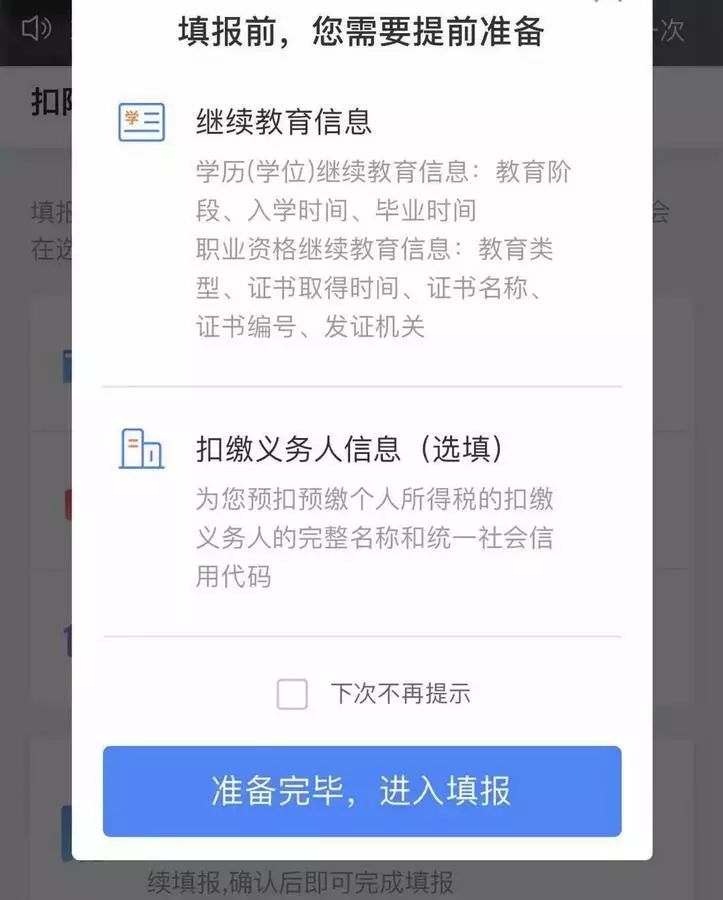 一次
填报前，您需要提前准备
扣除
学
继续教育信息
学历(学位)继续教育信息：教育阶
段、入学时间、毕业时间
职业资格继续教育信息：教育类
型、证书取得时间、证书名称、
证书编号、发证机关
填报
会
在选
扣缴义务人信息（选填）
为您预扣预缴个人所得税的扣缴
义务人的完整名称和统一社会信
用代码
下次不再提示
准备完毕，进入填报
续填报,确认后即可完成填报